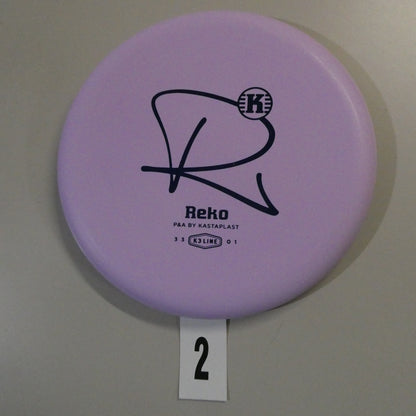 K
R
Reko
P&A BY KASTAPLAST
3 3 K3 LINE 0 1
2